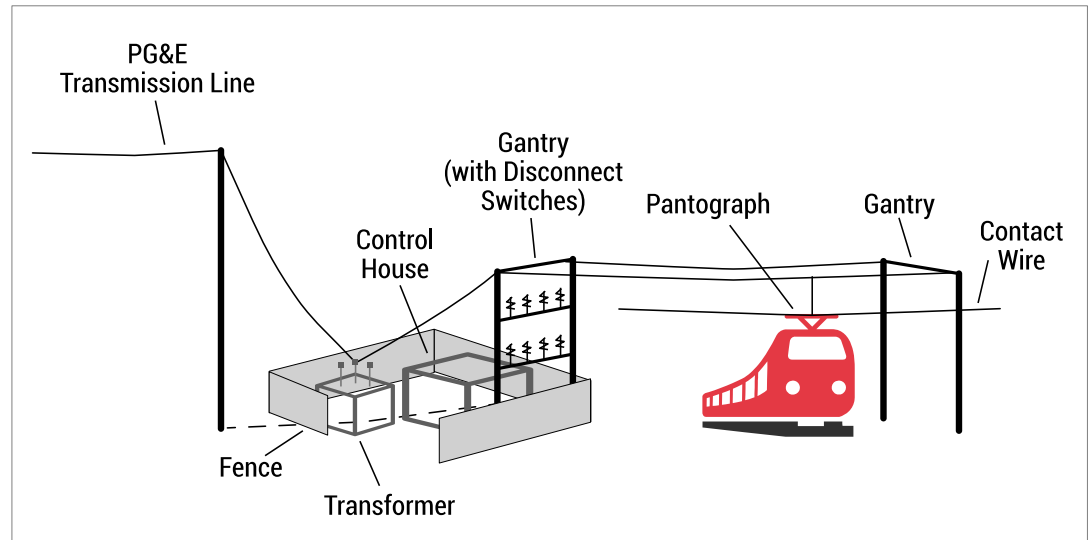 PG&E
Transmission Line
Gantry
(with Disconnect
Switches)
Pantograph
Gantry
Contact
Wire
Control
House
Fence
Transformer